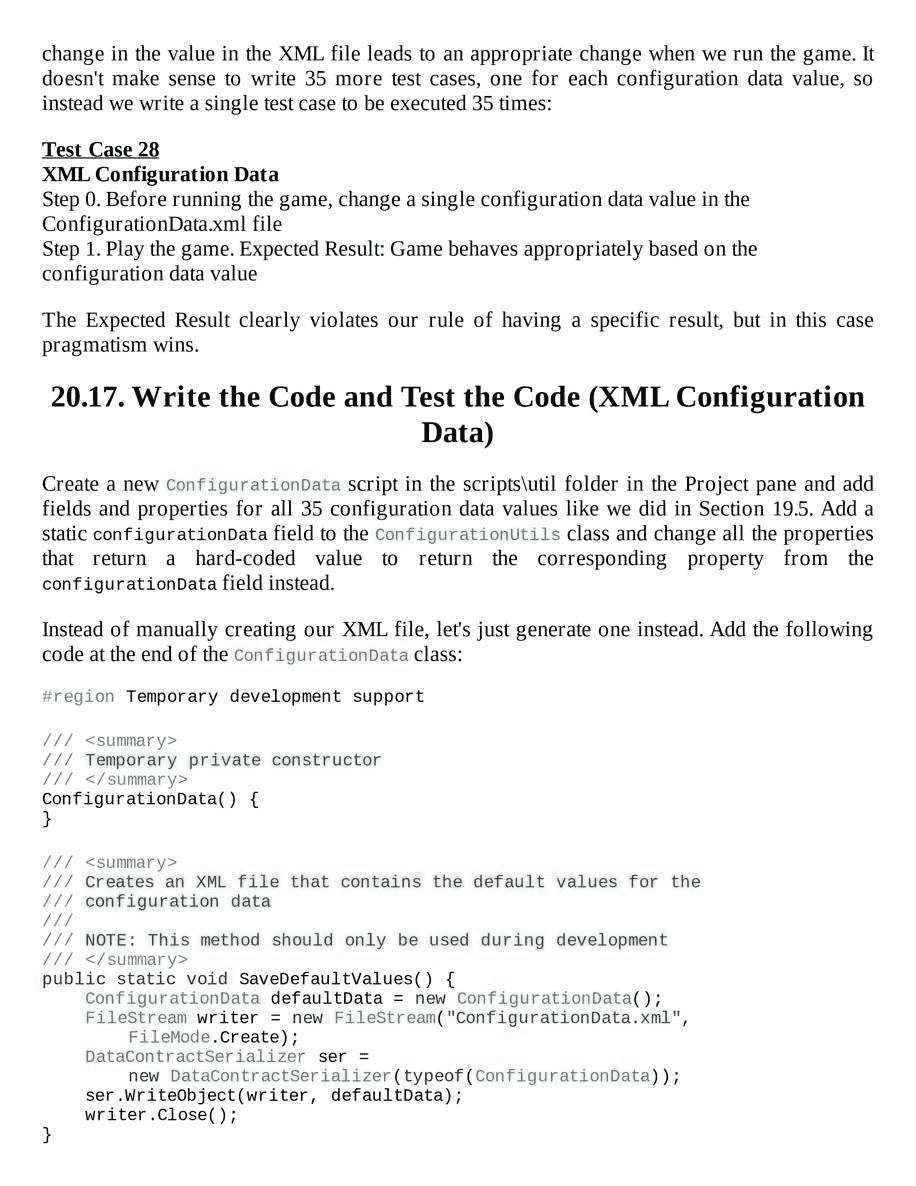 change in the value in the XML file leads to an appropriate change when we run the game. It
doesn't make sense to write 35 more test cases, one for each configuration data value, so
instead we write a single test case to be executed 35 times:
Test Case 28
XML Configuration Data
Step 0. Before running the game, change a single configuration data value in the
ConfigurationData.xml file
Step 1. Play the game. Expected Result: Game behaves appropriately based on the
configuration data value
The Expected Result clearly violates our rule of having a specific result, but in this case
pragmatism wins.
20.17. Write the Code and Test the Code (XML Configuration
Data)
Create a new ConfigurationData script in the scripts\util folder in the Project pane and add
fields and properties for all 35 configuration data values like we did in Section 19.5. Add a
static configurationData field to the ConfigurationUtils class and change all the properties
that return a hard-coded value to return the corresponding property from the
configurationData field instead.
Instead of manually creating our XML file, let's just generate one instead. Add the following
code at the end of the ConfigurationData class:
#region Temporary development support
/// <summary>
/// Temporary private constructor
/// </summary>
ConfigurationData() {
}
/// <summary>
/// Creates an XML file that contains the default values for the
/// configuration data
///
/// NOTE: This method should only be used during development
/// </summary>
public static void SaveDefaultValues() {
    ConfigurationData defaultData = new ConfigurationData();
    FileStream writer = new FileStream("ConfigurationData.xml",
        FileMode.Create);
    DataContractSerializer ser =
        new DataContractSerializer(typeof(ConfigurationData));
    ser.WriteObject(writer, defaultData);
    writer.Close();
}